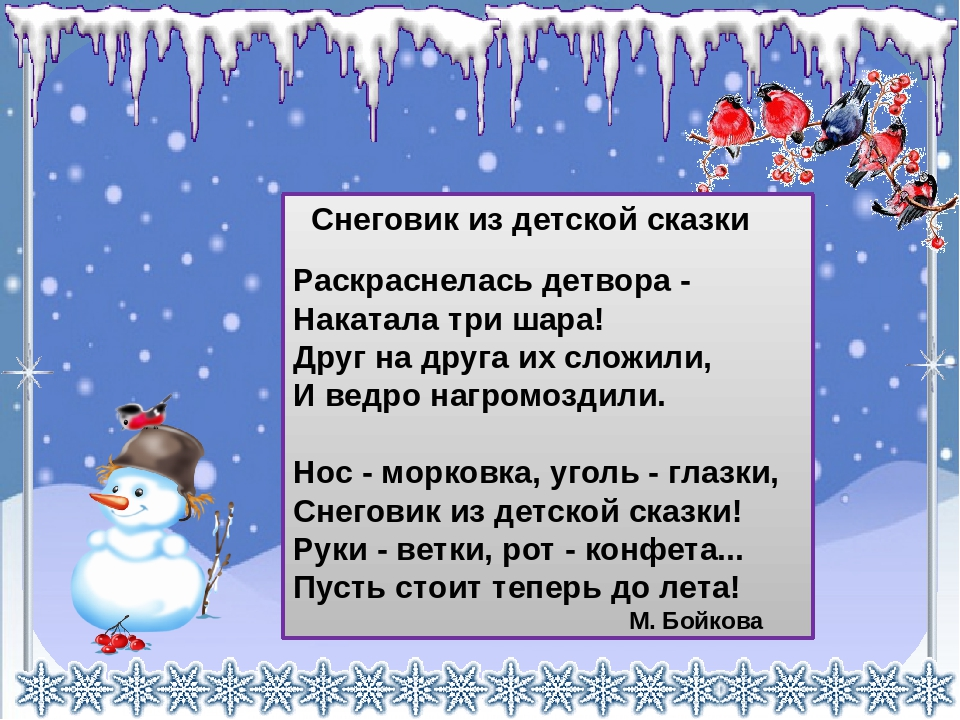 Снеговик из детской сказки
Раскраснелась детвора -
Накатала три шара!
Друг на друга их сложили,
И ведро нагромоздили.
Нос - морковка, уголь - глазки,
Снеговик из детской сказки!
Руки - ветки, рот - конфета...
Пусть стоит теперь до лета!
М. Бойкова